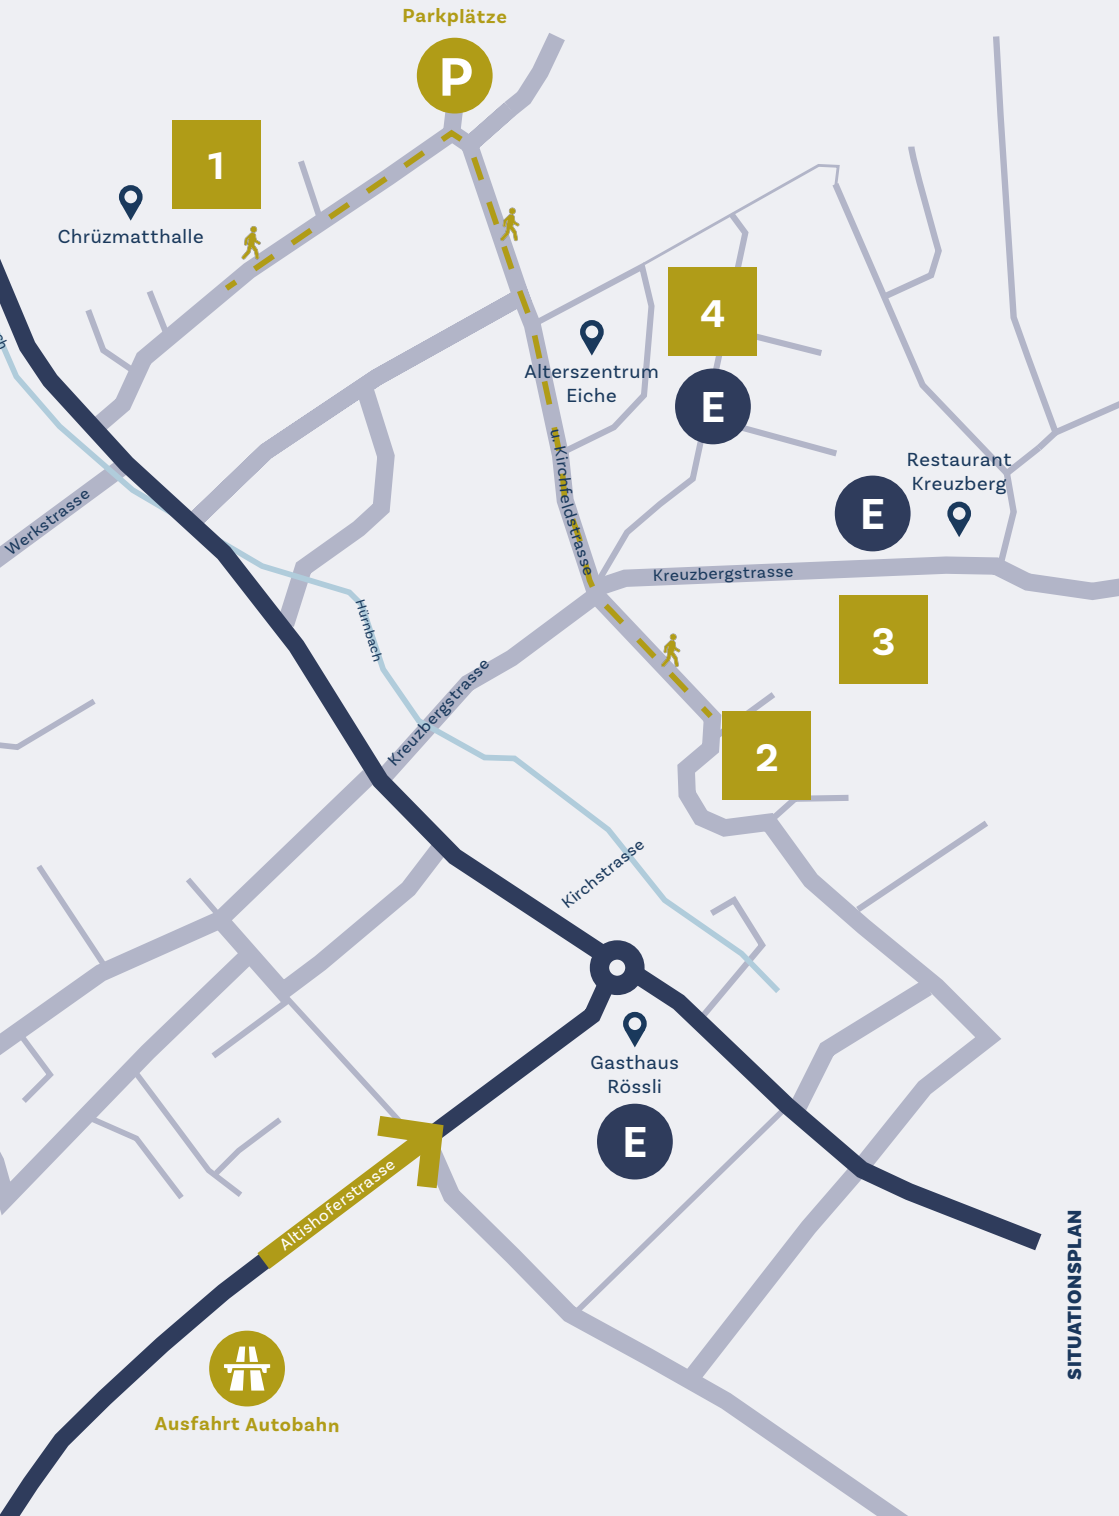 Parkplätze
P
1
Chrüzmatthalle
4
Alterszentrum
Eiche
E
u. Kirchfeldstrasse
Restaurant
Kreuzberg
E
Werkstrasse
Kreuzbergstrasse
Hürnbach
3
Kreuzbergstrasse
2
Kirchstrasse
Gasthaus
Rössli
E
Altishoferstrasse
SITUATIONSPLAN
Ausfahrt Autobahn